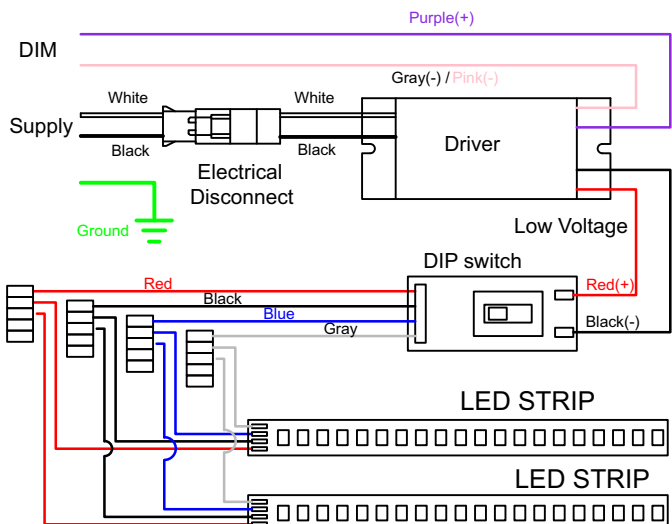 Purple(+)
DIM
Gray(-) / Pink(-)
White
White
Supply
Driver
Black
Black
Electrical
Disconnect
Ground
Low Voltage
DIP switch
Red
Red(+)
Black
Blue
Black(-)
Gray
LED STRIP
LED STRIP